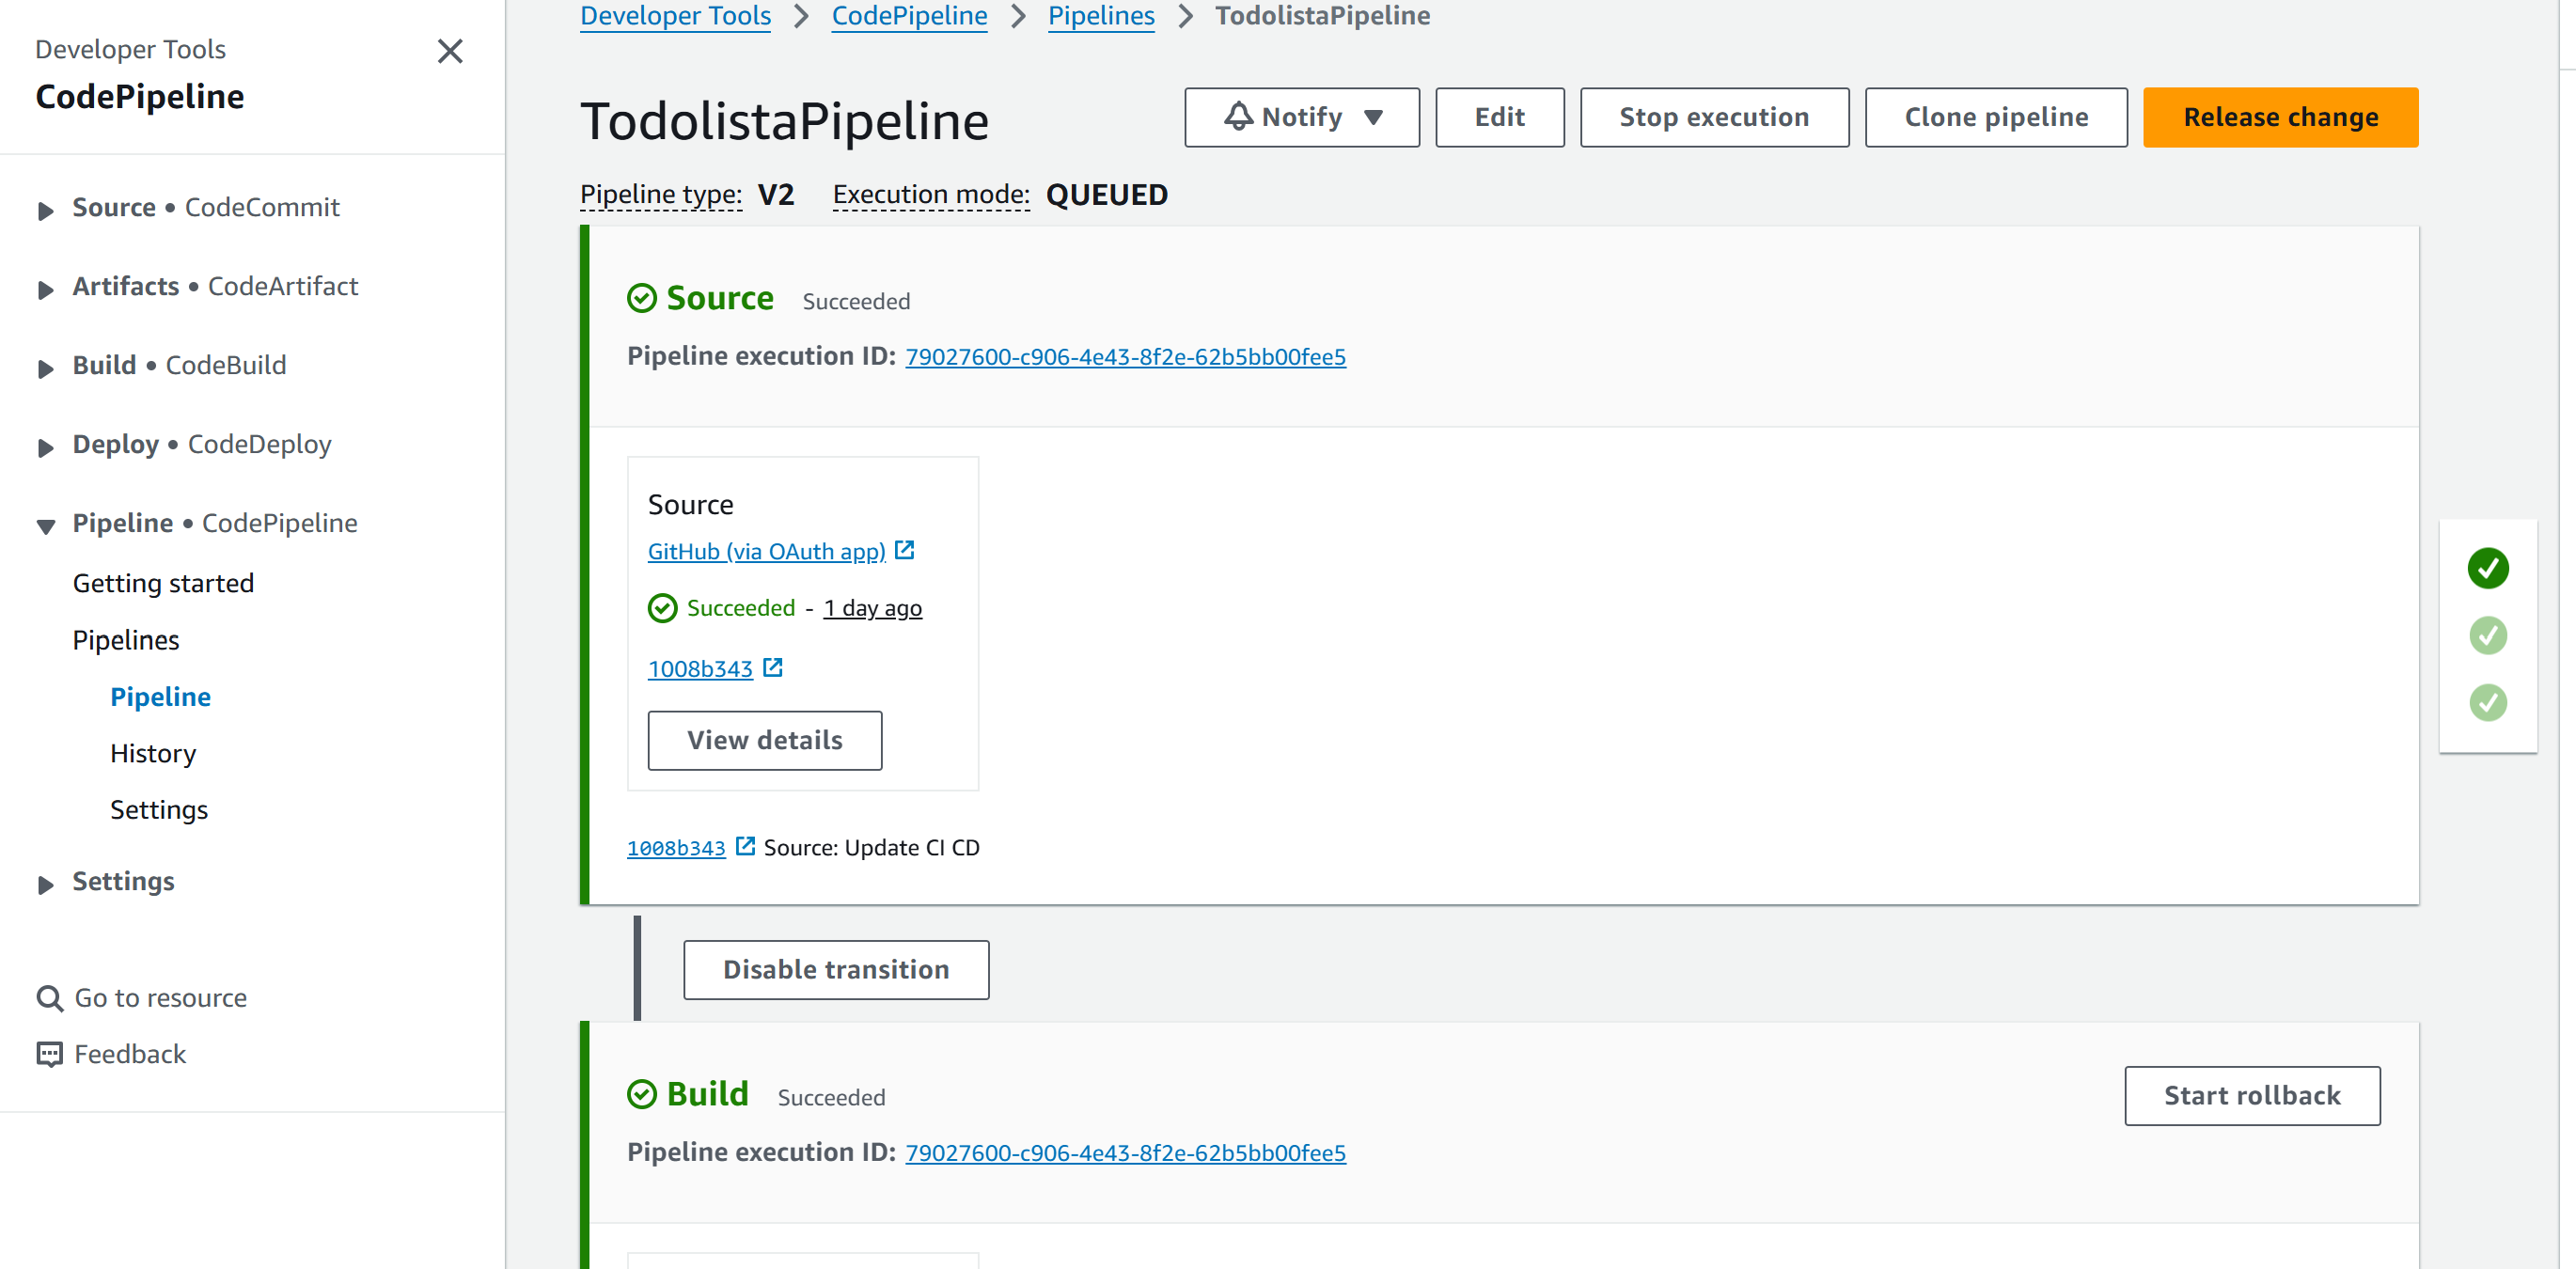 Developer Tools
CodePipeline
Source • CodeCommit
Artifacts • CodeArtifact
Build • CodeBuild
Deploy • CodeDeploy
Pipeline • CodePipeline
Getting started
Pipelines
Pipeline
History
Settings
Settings
Go to resource
Feedback
Developer Tools > CodePipeline > Pipelines > TodolistaPipeline
TodolistaPipeline
Notify
Edit
Stop execution
Clone pipeline
Release change
Pipeline type: V2 Execution mode: QUEUED
Source Succeeded
Pipeline execution ID: 79027600-c906-4e43-8f2e-62b5bb00fee5
Source
GitHub (via OAuth app)
Succeeded - 1 day ago
1008b343
View details
1008b343 Source: Update CI CD
Disable transition
Build Succeeded
Start rollback
Pipeline execution ID: 79027600-c906-4e43-8f2e-62b5bb00fee5